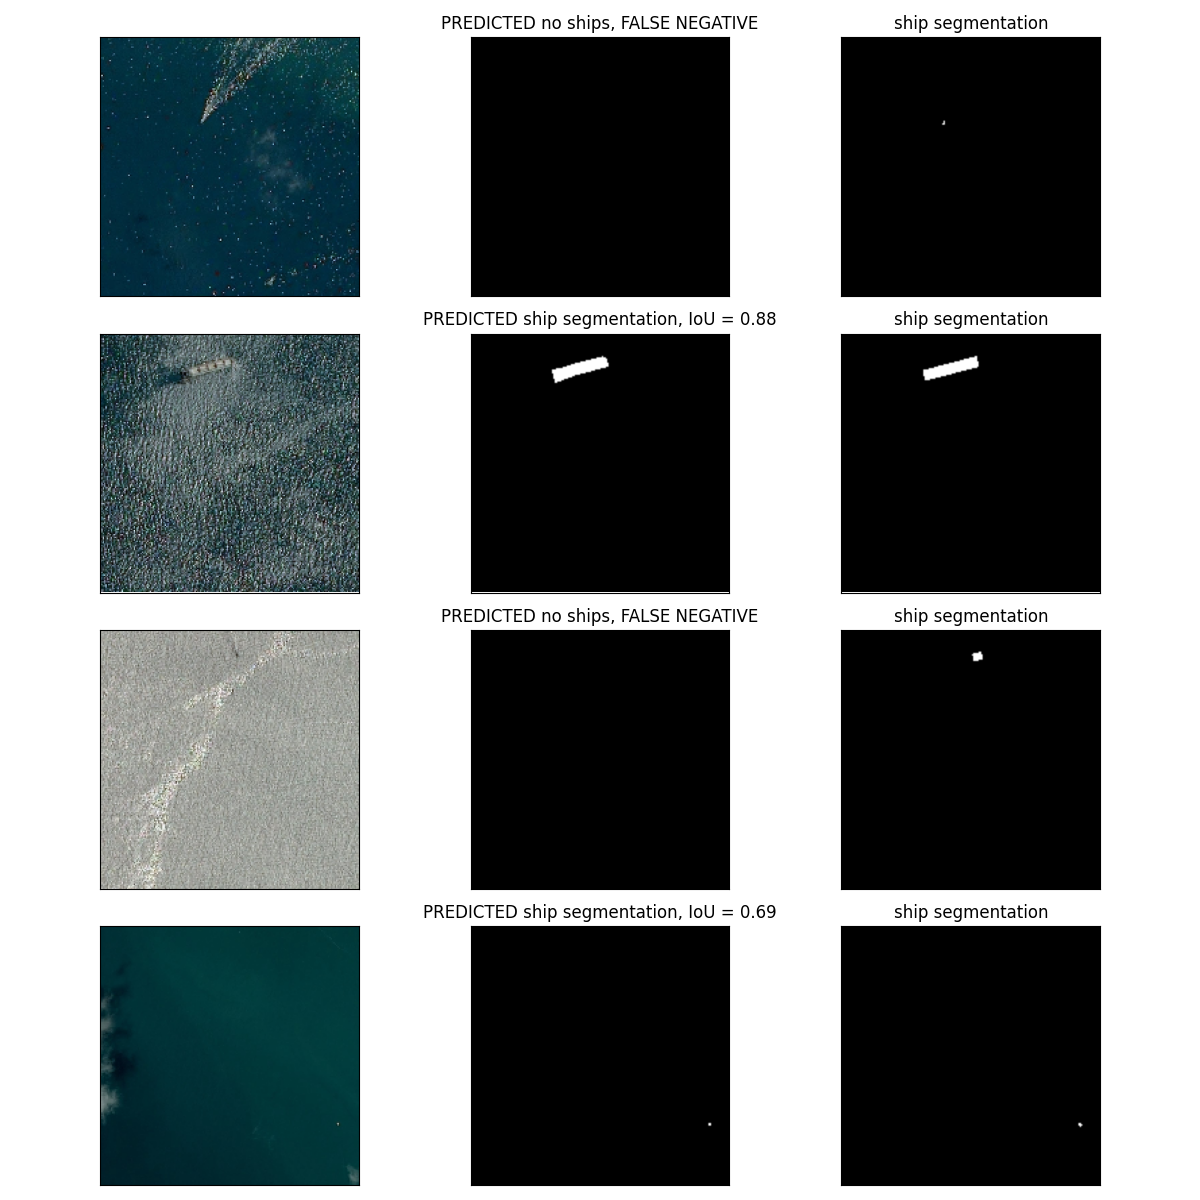 PREDICTED no ships, FALSE NEGATIVE
ship segmentation
PREDICTED ship segmentation, IoU = 0.88
ship segmentation
PREDICTED no ships, FALSE NEGATIVE
ship segmentation
PREDICTED ship segmentation, IoU = 0.69
ship segmentation